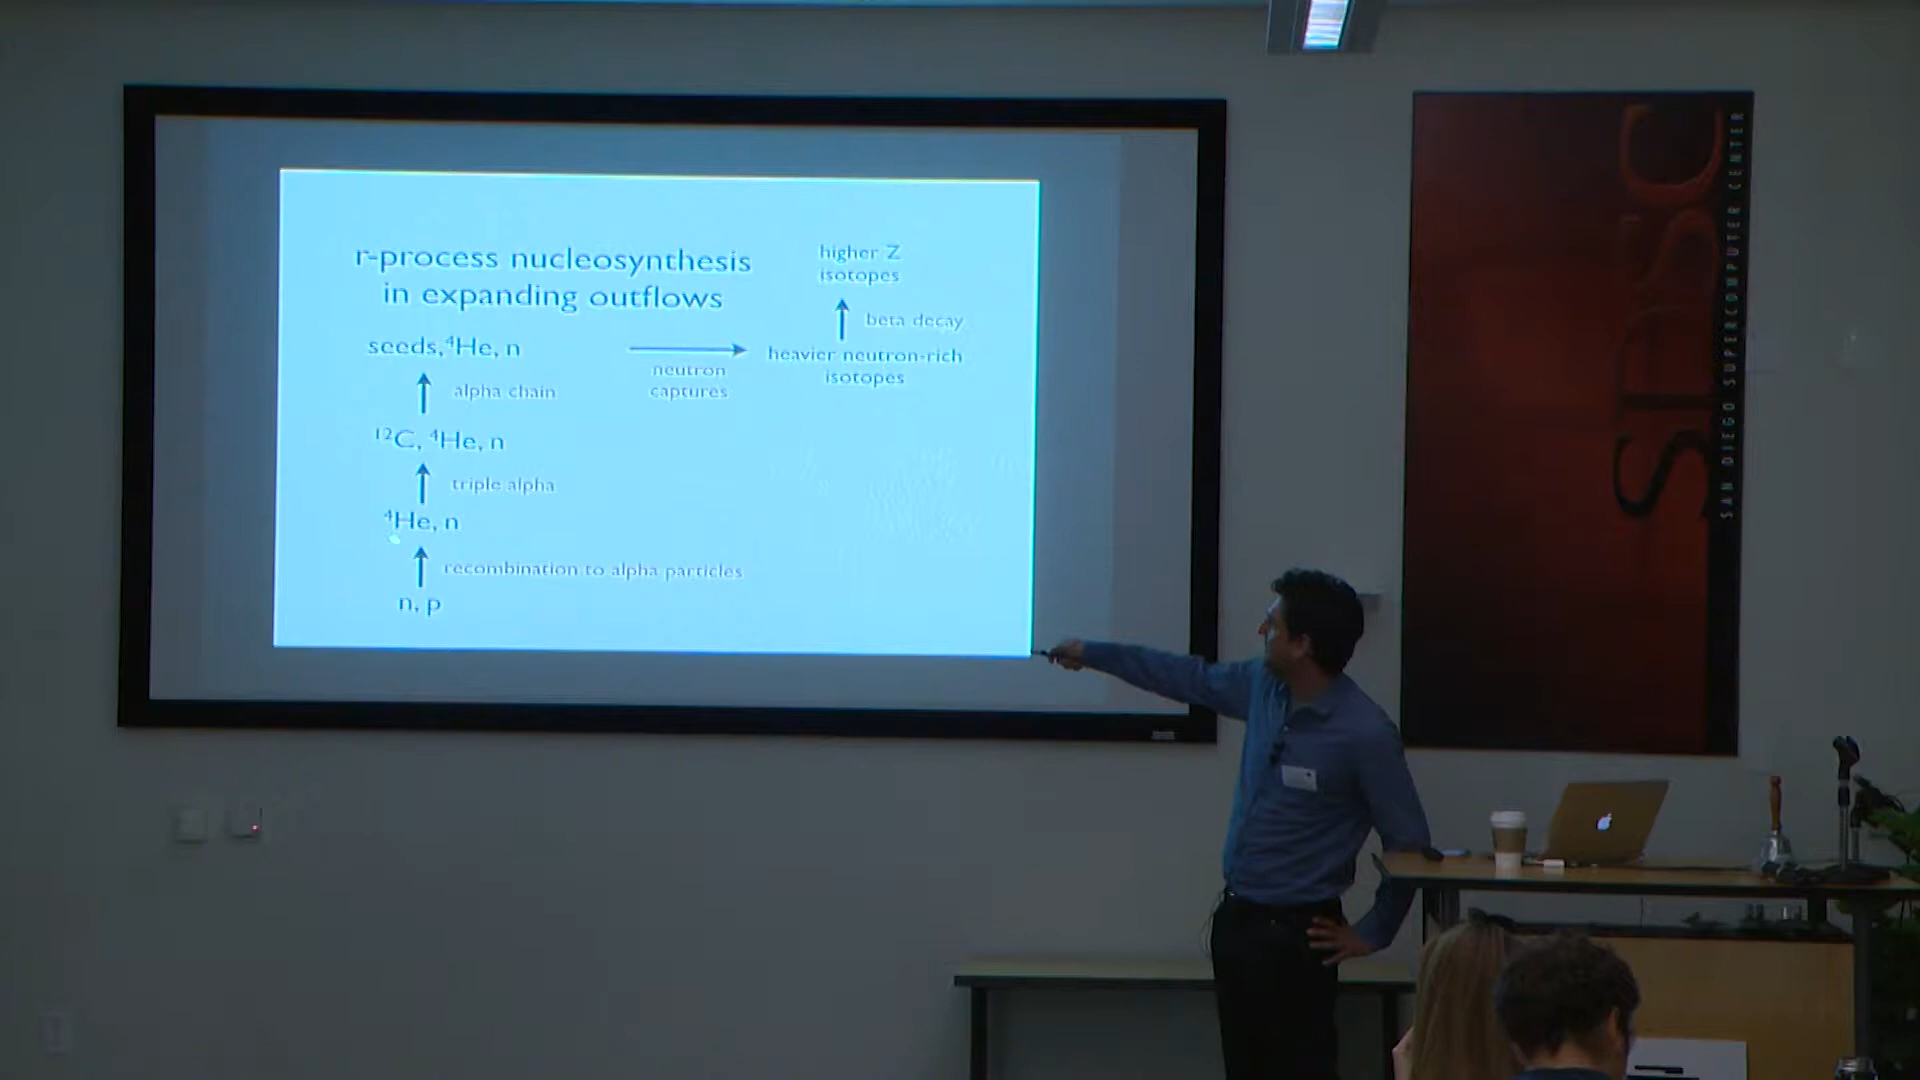 r-process nucleosynthesis
in expanding outflows
higher Z
isotopes
beta decay
seeds, ⁴He, n
neutron
captures
heavier neutron-rich
isotopes
alpha chain
¹²C, ⁴He, n
triple alpha
⁴He, n
recombination to alpha particles
n, p
SDSC
SAN DIEGO SUPERCOMPUTER CENTER